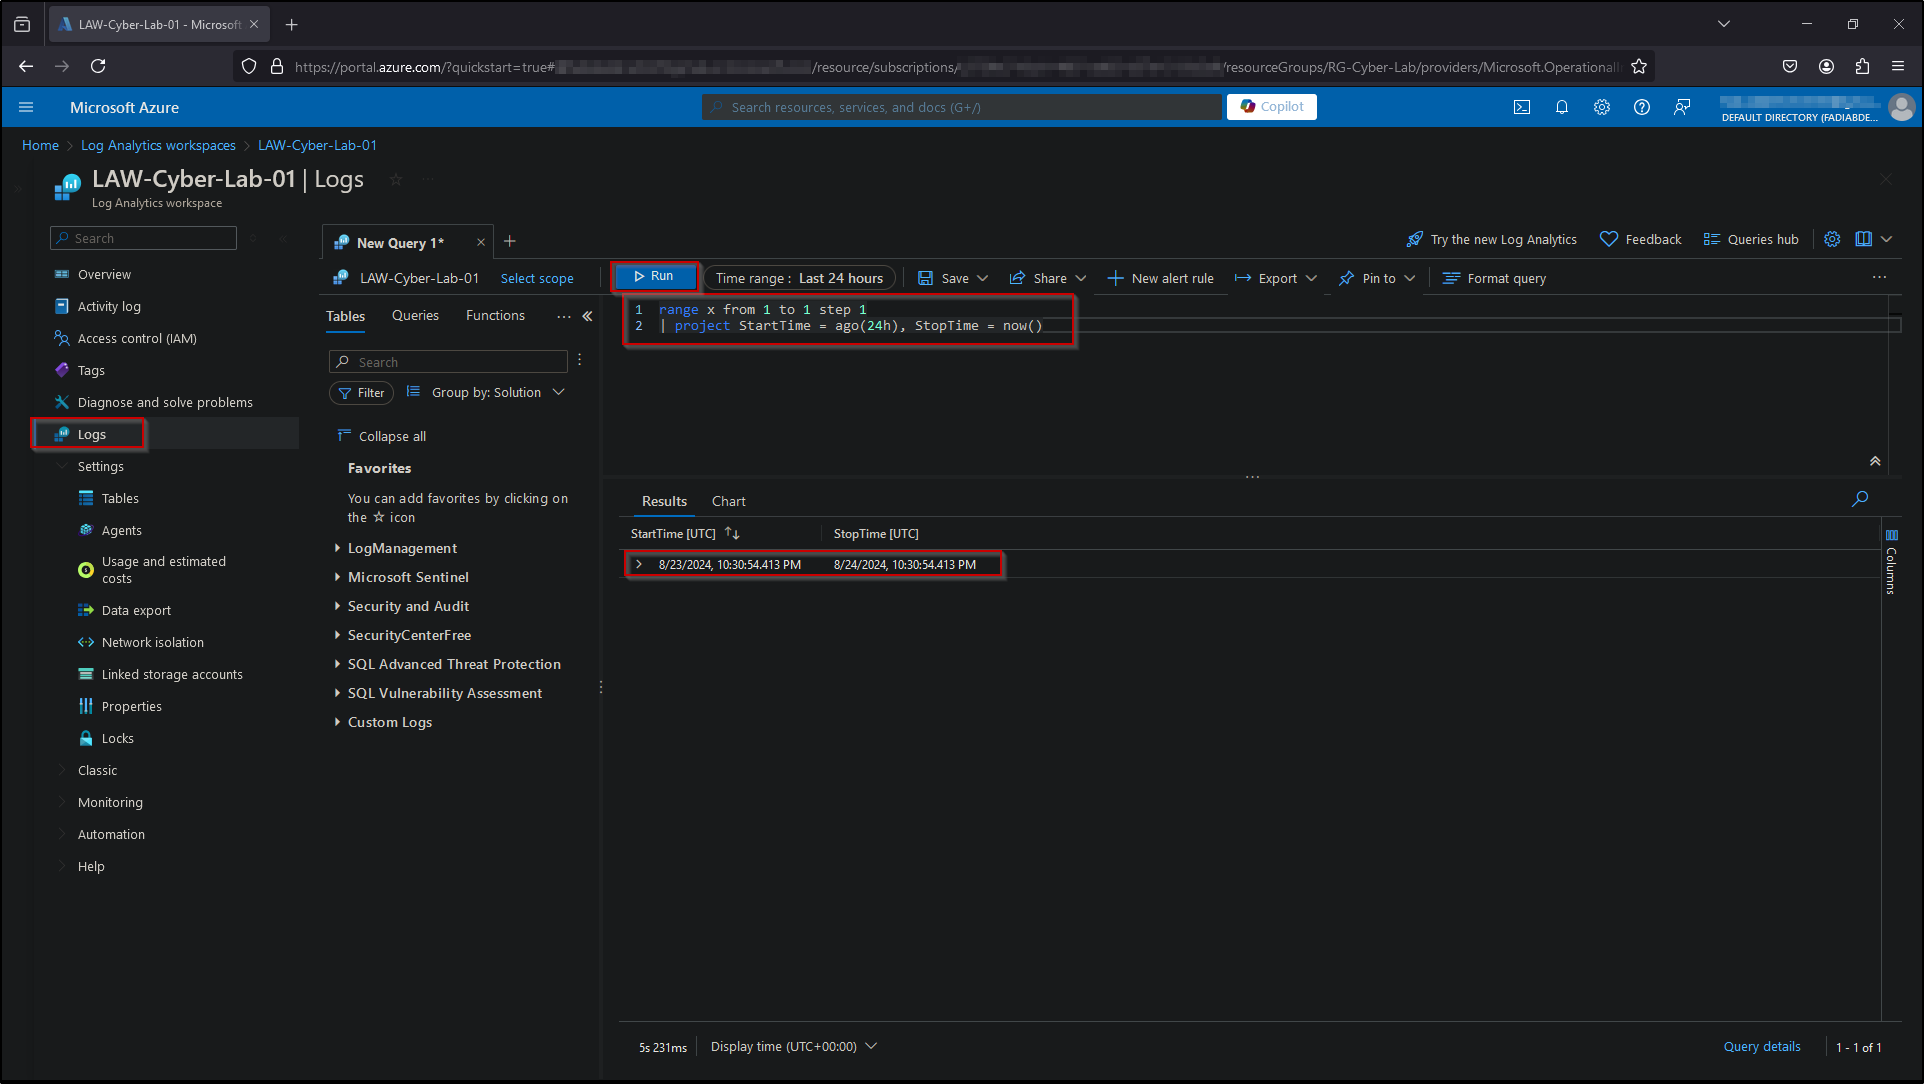 LAW-Cyber-Lab-01 - Microsoft
https://portal.azure.com/?quickstart=true#
/resource/subscriptions/
/resourceGroups/RG-Cyber-Lab/providers/Microsoft.OperationalI
Microsoft Azure
Search resources, services, and docs (G+/)
Copilot
DEFAULT DIRECTORY (FADIABDE...
Home > Log Analytics workspaces > LAW-Cyber-Lab-01
LAW-Cyber-Lab-01 | Logs
Log Analytics workspace
Search
Overview
Activity log
Access control (IAM)
Tags
Diagnose and solve problems
Logs
Settings
Tables
Agents
Usage and estimated
costs
Data export
Network isolation
Linked storage accounts
Properties
Locks
Classic
Monitoring
Automation
Help
New Query 1*
Try the new Log Analytics
Feedback
Queries hub
LAW-Cyber-Lab-01
Select scope
Run
Time range : Last 24 hours
Save
Share
New alert rule
Export
Pin to
Format query
Tables
Queries
Functions
Search
Filter
Group by: Solution
Collapse all
Favorites
You can add favorites by clicking on
the ☆ icon
LogManagement
Microsoft Sentinel
Security and Audit
SecurityCenterFree
SQL Advanced Threat Protection
SQL Vulnerability Assessment
Custom Logs
1 range x from 1 to 1 step 1
2 | project StartTime = ago(24h), StopTime = now()
Results
Chart
StartTime [UTC]
StopTime [UTC]
8/23/2024, 10:30:54.413 PM
8/24/2024, 10:30:54.413 PM
Columns
5s 231ms
Display time (UTC+00:00)
Query details
1 - 1 of 1